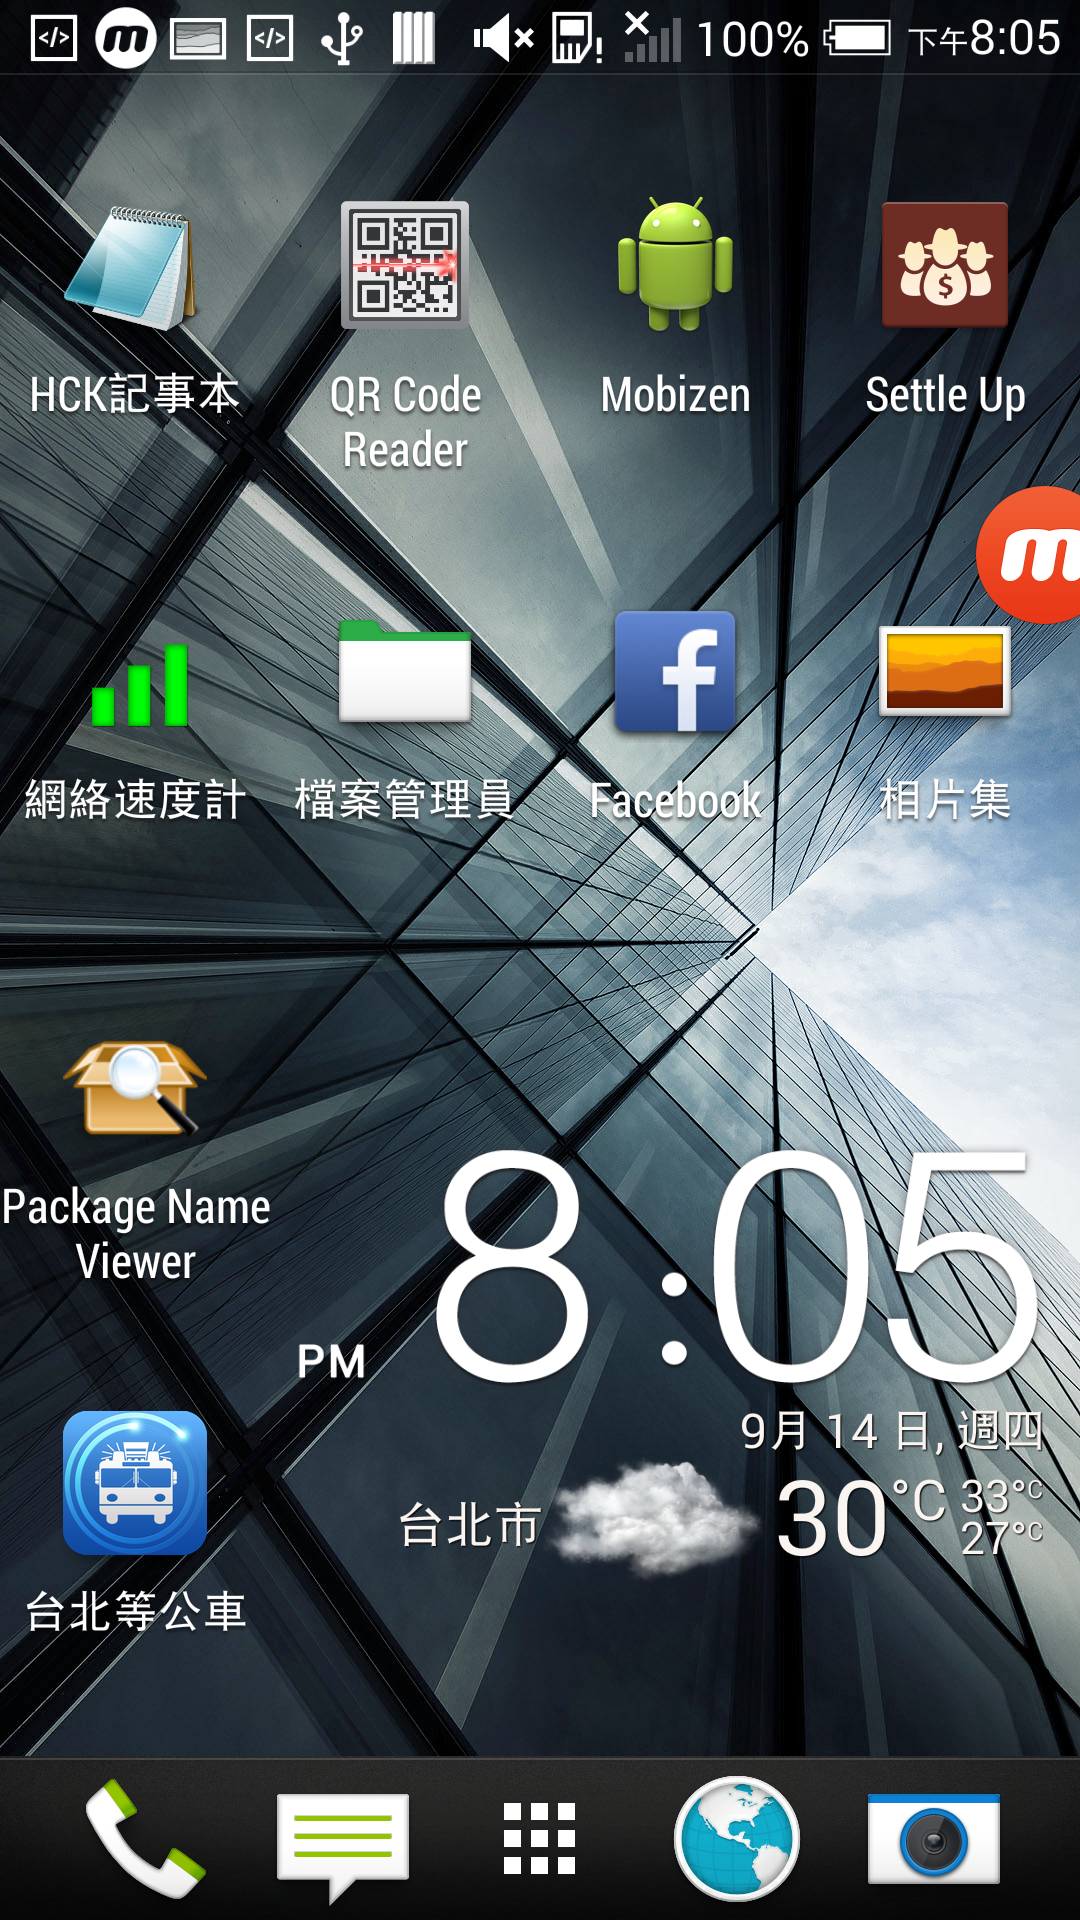 100% 下午8:05
HCK記事本
QR Code
Reader
Mobizen
Settle Up
網絡速度計
檔案管理員
Facebook
相片集
Package Name
Viewer
8:05
PM
9月 14 日, 週四
台北市
30°C
33°C
27°C
台北等公車